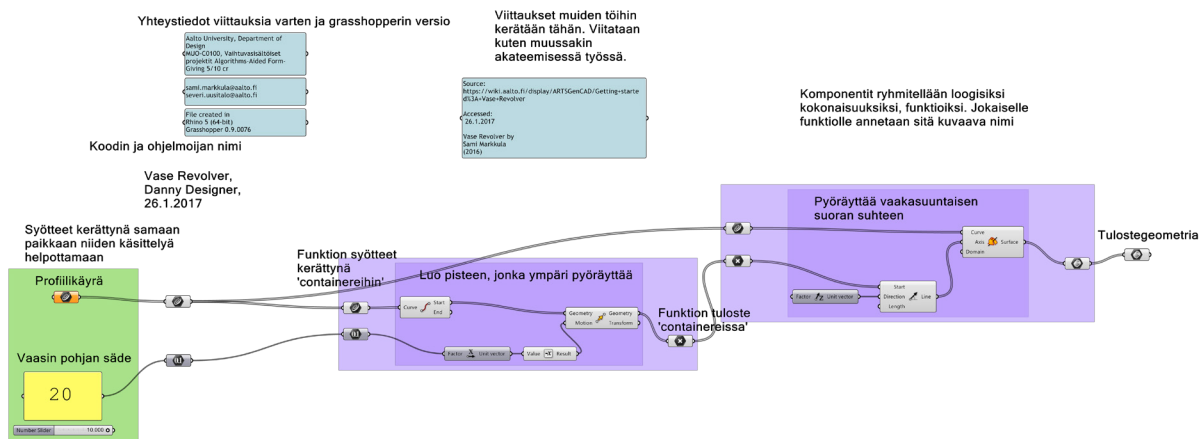 Yhteystiedot viittauksia varten ja grasshopperin versio
Aalto University, Department of
Design
MUO-C0100, Vaihtuvasisältöiset
projektit Algorithms-Aided Form-
Giving 5/10 cr
sami.markkula@aalto.fi
severi.uusitalo@aalto.fi
File created in
Rhino 5 (64-bit)
Grasshopper 0.9.0076
Viittaukset muiden töihin
kerätään tähän. Viitataan
kuten muussakin
akateemisessä työssä.
Source:
https://wiki.aalto.fi/display/ARTSGenCAD/Getting+starte
d%3A+Vase+Revolver
Accessed:
26.1.2017
Vase Revolver by
Sami Markkula
(2016)
Komponentit ryhmitellään loogisiksi
kokonaisuuksiksi, funktioiksi. Jokaiselle
funktiolle annetaan sitä kuvaava nimi
Koodin ja ohjelmoijan nimi
Vase Revolver,
Danny Designer,
26.1.2017
Syötteet kerättynä samaan
paikkaan niiden käsittelyä
helpottamaan
Profiilikäyrä
Vaasin pohjan säde
20
Number Slider 10.000
Funktion syötteet
kerättynä
'containereihin'
Luo pisteen, jonka ympäri pyöräyttää
Curve Start
End
Factor X Unit vector
Value -x Result
Geometry Geometry
Motion Transform
Funktion tuloste
'containereissa'
Pyöräyttää vaakasuuntaisen
suoran suhteen
Curve
Axis Surface
Domain
Factor Z Unit vector
Start
Direction Line
Length
Tulostegeometria